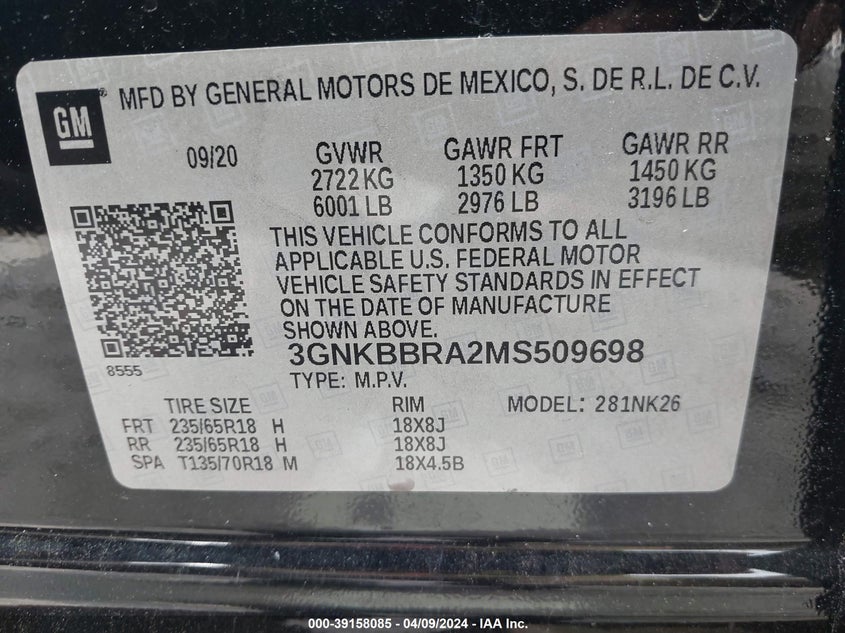 GM
®
MFD BY GENERAL MOTORS DE MEXICO, S. DE R.L. DE C.V.
09/20 GVWR GAWR FRT GAWR RR
2722 KG 1350 KG 1450 KG
6001 LB 2976 LB 3196 LB
THIS VEHICLE CONFORMS TO ALL
APPLICABLE U.S. FEDERAL MOTOR
VEHICLE SAFETY STANDARDS IN EFFECT
ON THE DATE OF MANUFACTURE
SHOWN ABOVE.
3GNKBBRA2MS509698
8555
TYPE: M.P.V.
TIRE SIZE RIM MODEL: 281NK26
FRT 235/65R18 H 18X8J
RR 235/65R18 H 18X8J
SPA T135/70R18 M 18X4.5B
000-39158085 - 04/09/2024 - IAA Inc.